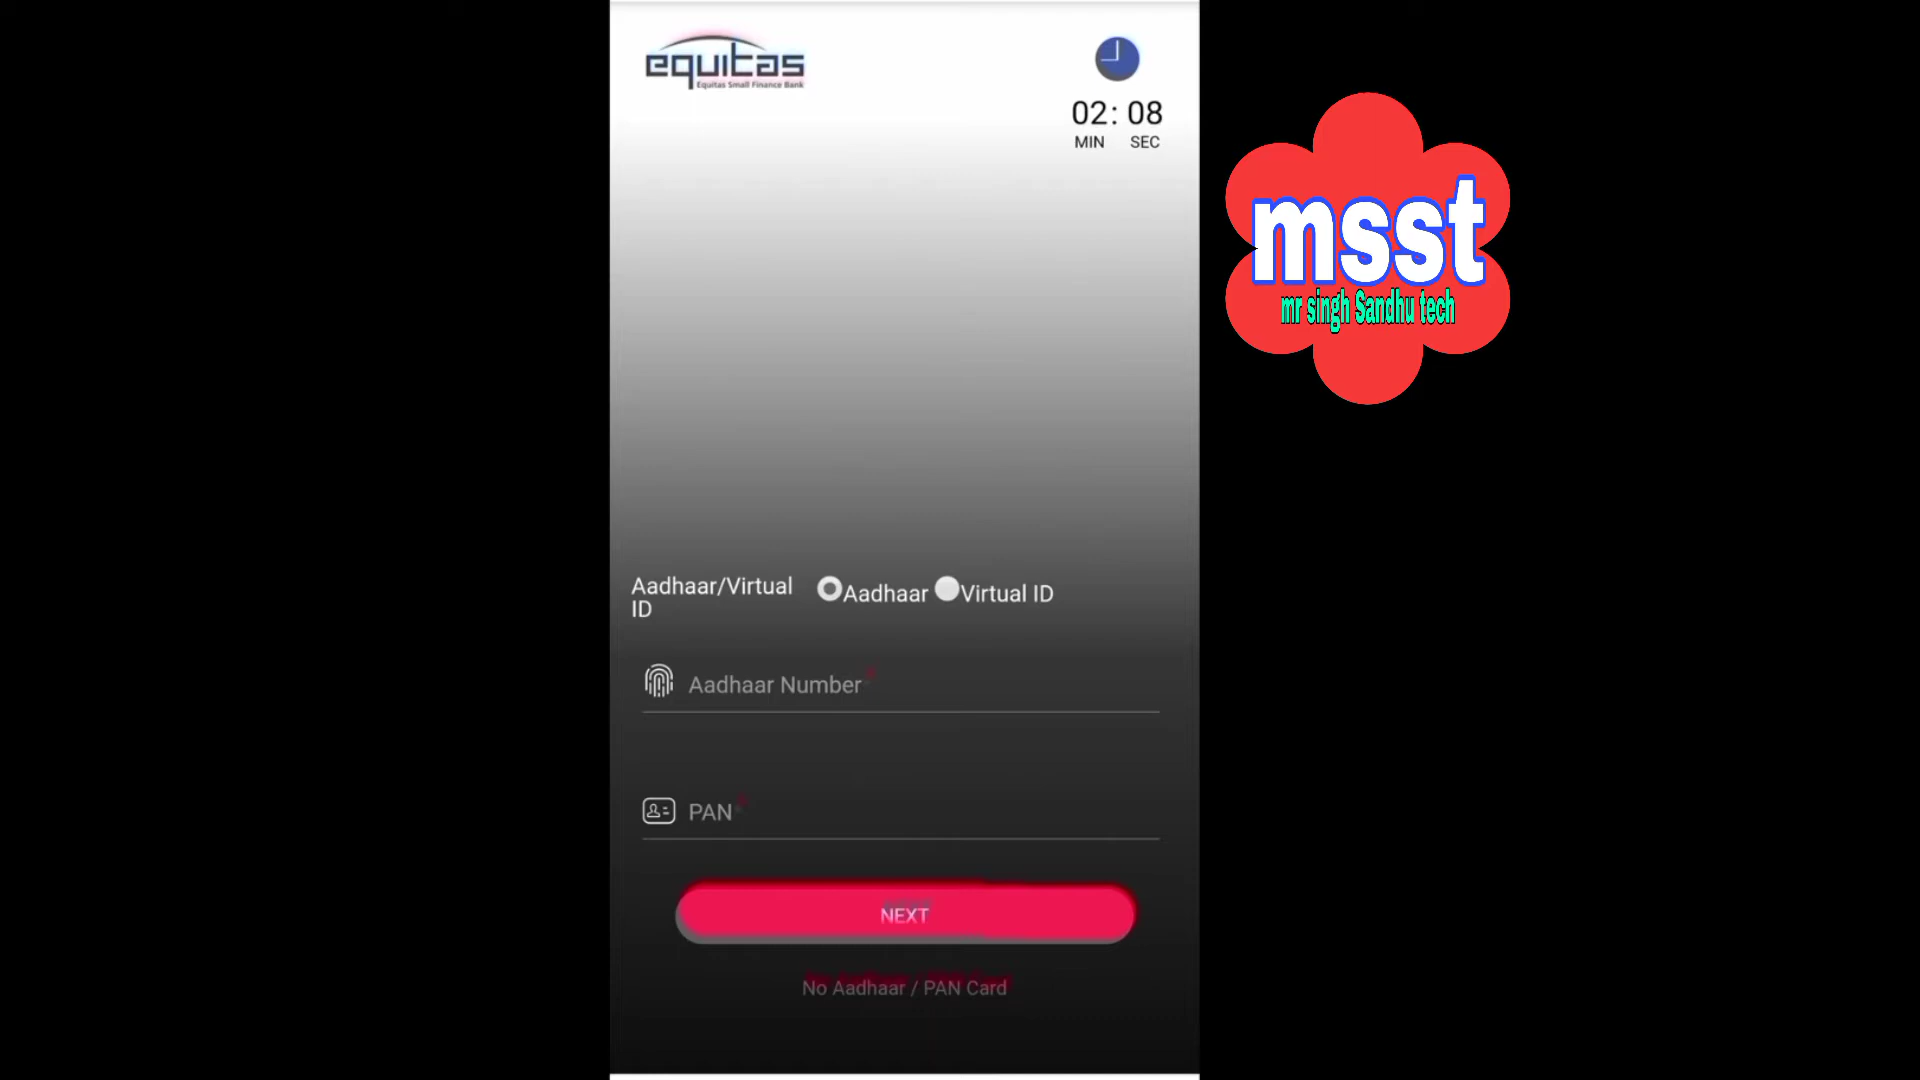 equitas
Equitas Small Finance Bank
02: 08
MIN SEC
msst
mr singh Sandhu tech
Aadhaar/Virtual
ID
Aadhaar Virtual ID
Aadhaar Number*
PAN*
NEXT
No Aadhaar / PAN Card